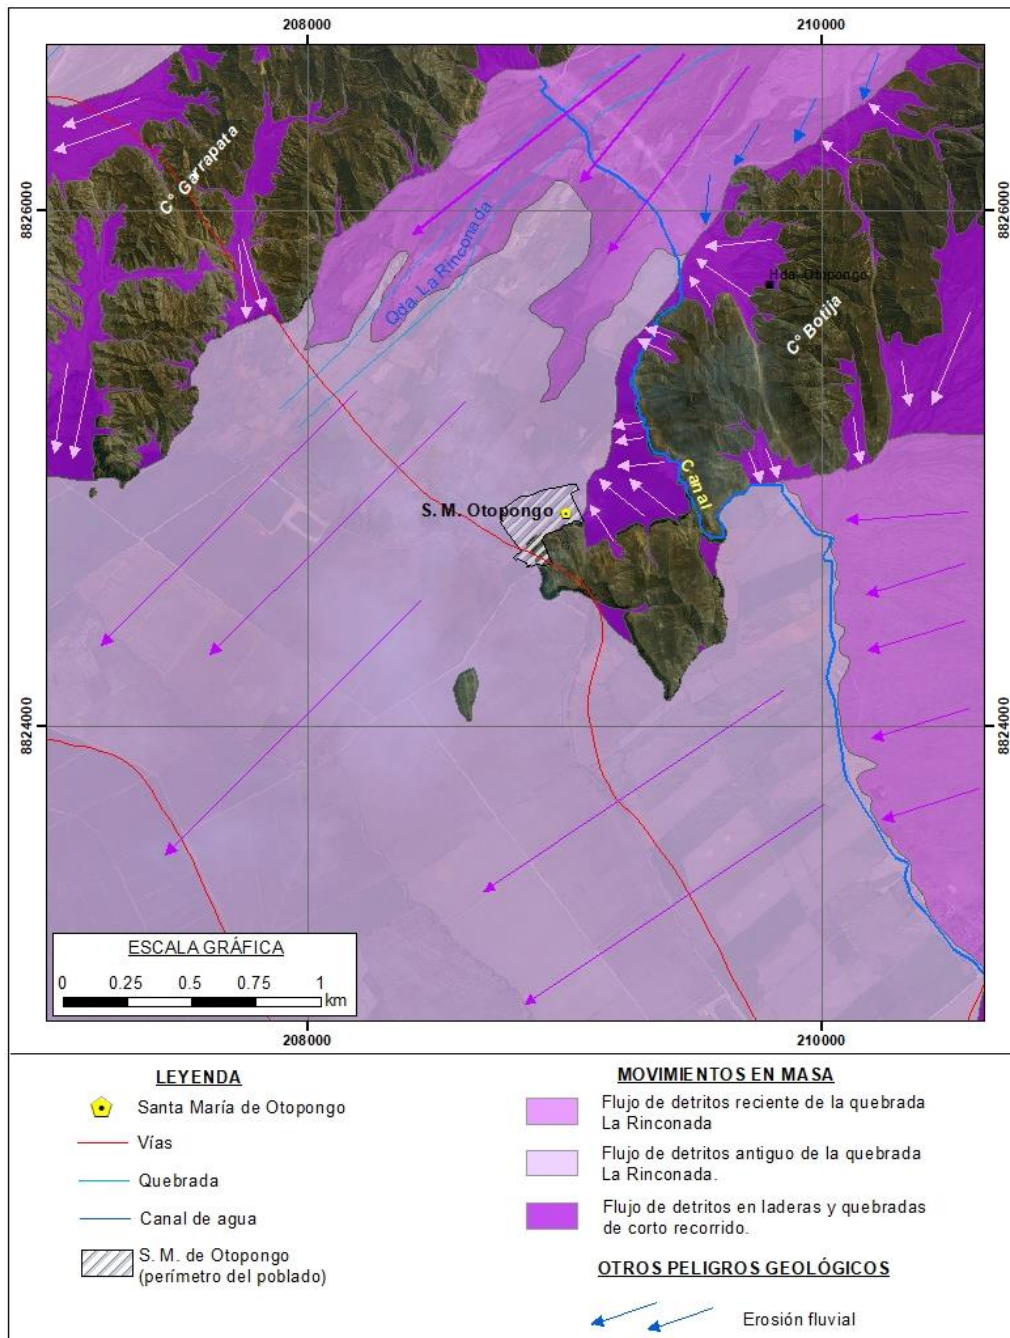 208000
210000
8826000
8826000
C° Garrapata
Qda. La Rinconada
Hda. Otopongo
C° Botija
Canal
S. M. Otopongo
8824000
8824000
ESCALA GRÁFICA
0 0.25 0.5 0.75 1
km
208000
210000
LEYENDA
Santa María de Otopongo
Vías
Quebrada
Canal de agua
S. M. de Otopongo
(perímetro del poblado)
MOVIMIENTOS EN MASA
Flujo de detritos reciente de la quebrada
La Rinconada
Flujo de detritos antiguo de la quebrada
La Rinconada.
Flujo de detritos en laderas y quebradas
de corto recorrido.
OTROS PELIGROS GEOLÓGICOS
Erosión fluvial